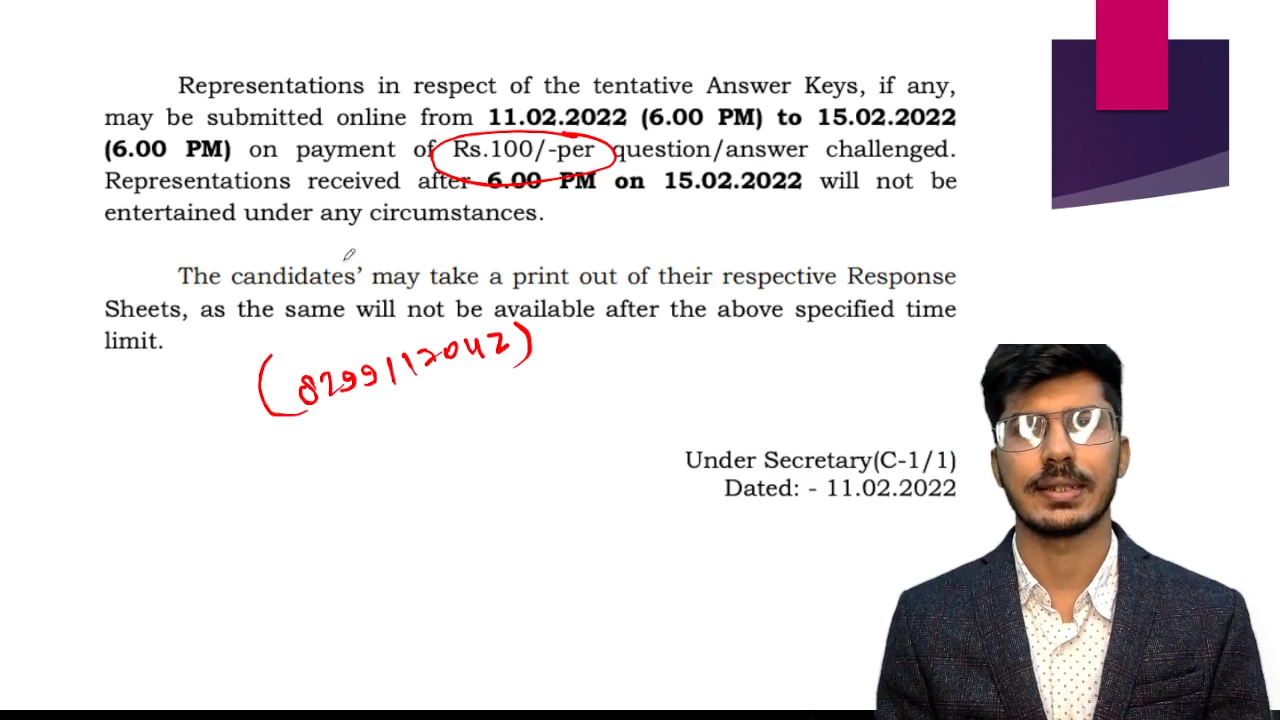 Representations in respect of the tentative Answer Keys, if any,
may be submitted online from 11.02.2022 (6.00 PM) to 15.02.2022
(6.00 PM) on payment of Rs.100/-per question/answer challenged.
Representations received after 6.00 PM on 15.02.2022 will not be
entertained under any circumstances.
The candidates’ may take a print out of their respective Response
Sheets, as the same will not be available after the above specified time
limit.
(8299112042)
Under Secretary(C-1/1)
Dated: - 11.02.2022